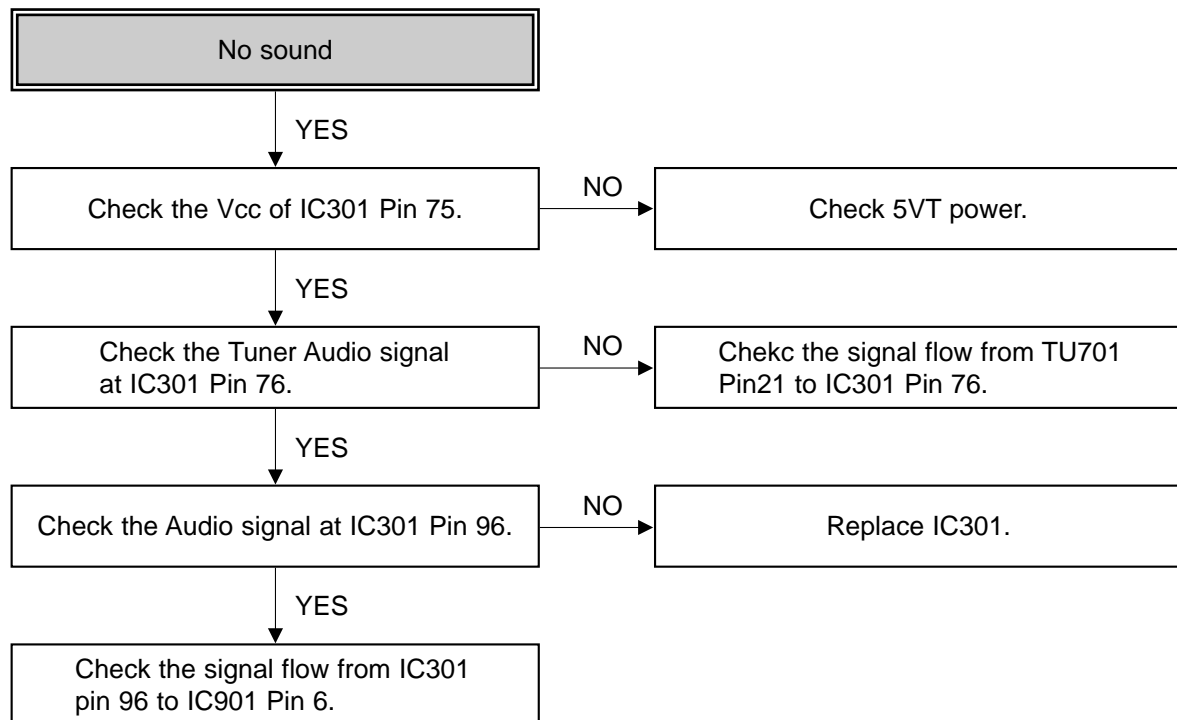 No sound
YES
Check the Vcc of IC301 Pin 75.
NO
Check 5VT power.
YES
Check the Tuner Audio signal
at IC301 Pin 76.
NO
Chekc the signal flow from TU701
Pin21 to IC301 Pin 76.
YES
Check the Audio signal at IC301 Pin 96.
NO
Replace IC301.
YES
Check the signal flow from IC301
pin 96 to IC901 Pin 6.